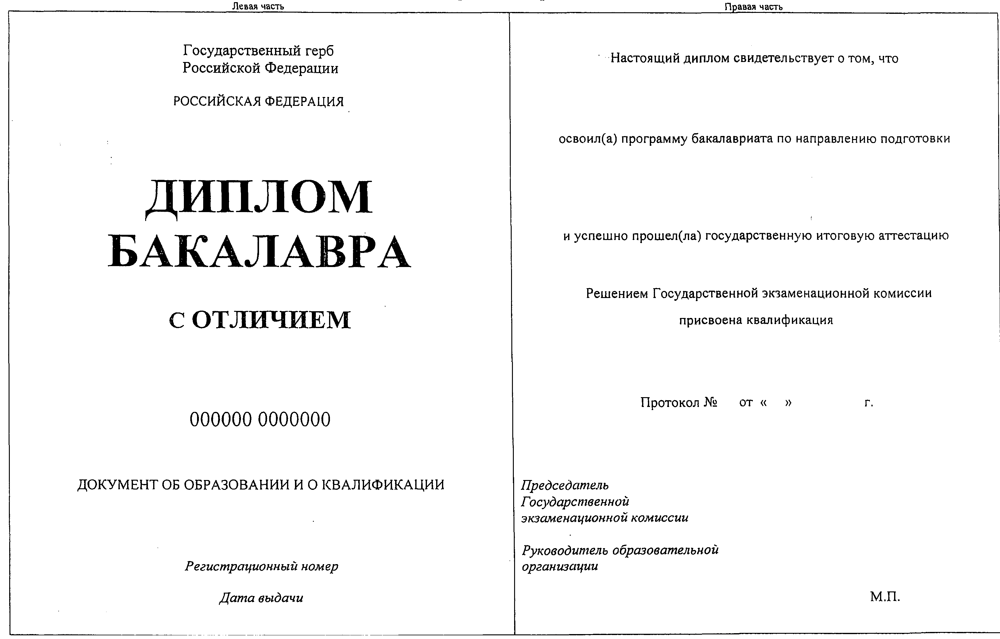 Левая часть
Государственный герб
Российской Федерации
РОССИЙСКАЯ ФЕДЕРАЦИЯ
ДИПЛОМ
БАКАЛАВРА
С ОТЛИЧИЕМ
000000 0000000
ДОКУМЕНТ ОБ ОБРАЗОВАНИИ И О КВАЛИФИКАЦИИ
Регистрационный номер
Дата выдачи
Правая часть
Настоящий диплом свидетельствует о том, что
освоил(а) программу бакалавриата по направлению подготовки
и успешно прошел(ла) государственную итоговую аттестацию
Решением Государственной экзаменационной комиссии
присвоена квалификация
Протокол № от « » г.
Председатель
Государственной
экзаменационной комиссии
Руководитель образовательной
организации
М.П.